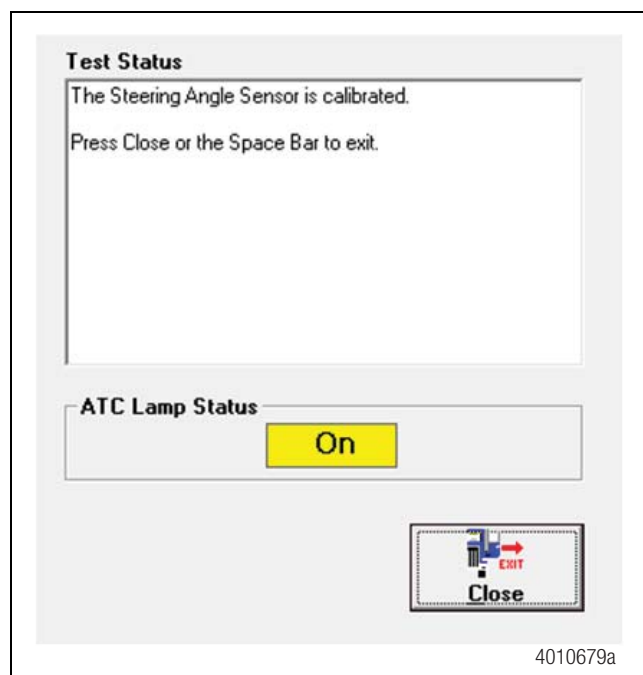 Test Status
The Steering Angle Sensor is calibrated.
Press Close or the Space Bar to exit.
ATC Lamp Status
On
EXIT
Close
4010679a